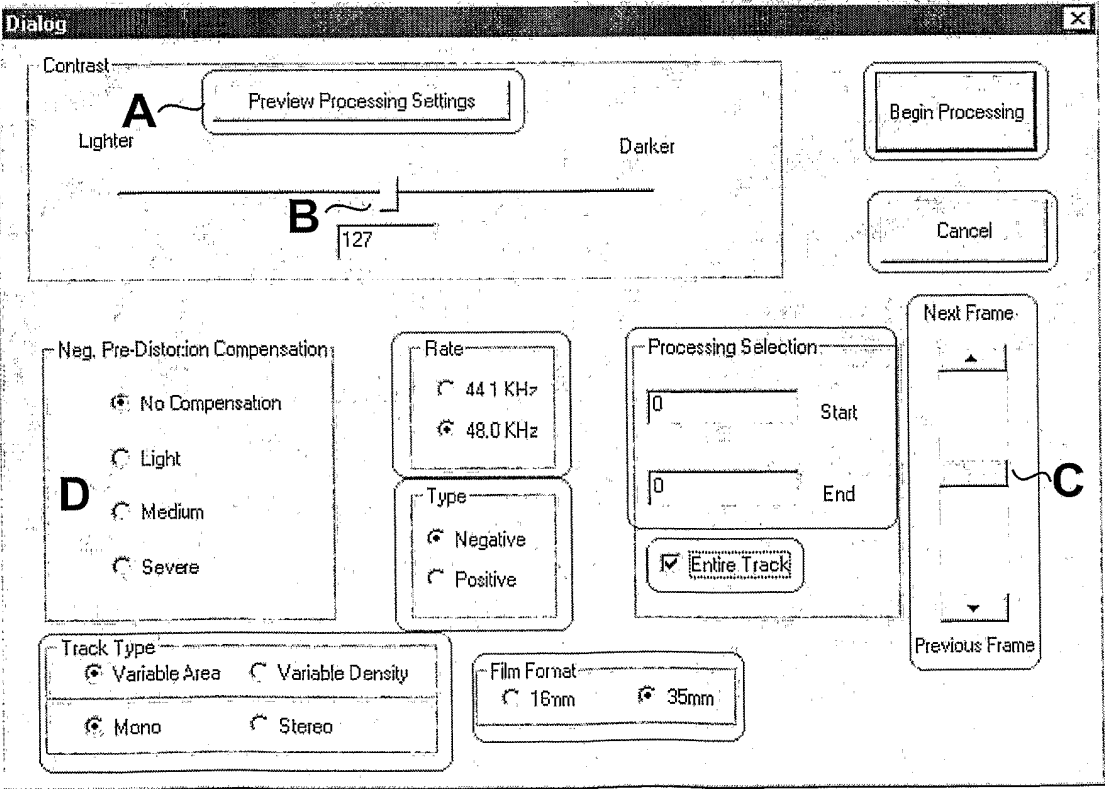 Dialog
Contrast
A
Preview Processing Settings
Begin Processing
Lighter
Darker
B
127
Cancel
Next Frame
Neg. Pre-Distorion Compensation
No Compensation
Light
Medium
Severe
D
Rate
44.1 KHz
48.0 KHz
Type
Negative
Positive
Processing Selection
0 Start
0 End
Entire Track
C
Previous Frame
Track Type
Variable Area Variable Density
Mono Stereo
Film Format
16mm 35mm